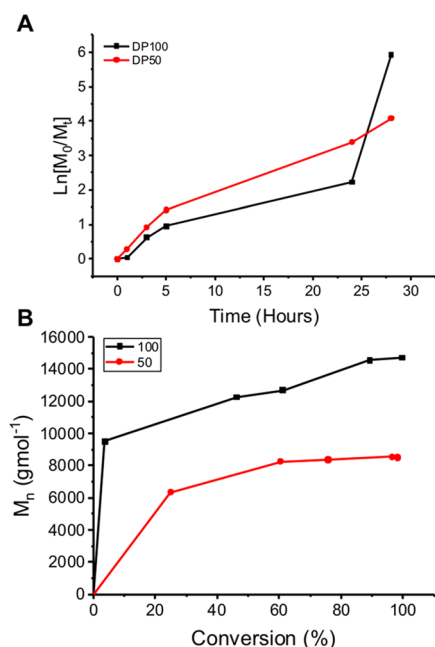 A
DP100
DP50
Ln[M₀/Mₜ]
6
5
4
3
2
1
0
0 5 10 15 20 25 30
Time (Hours)
B
100
50
Mₙ (gmol⁻¹)
16000
14000
12000
10000
8000
6000
4000
2000
0
0 20 40 60 80 100
Conversion (%)